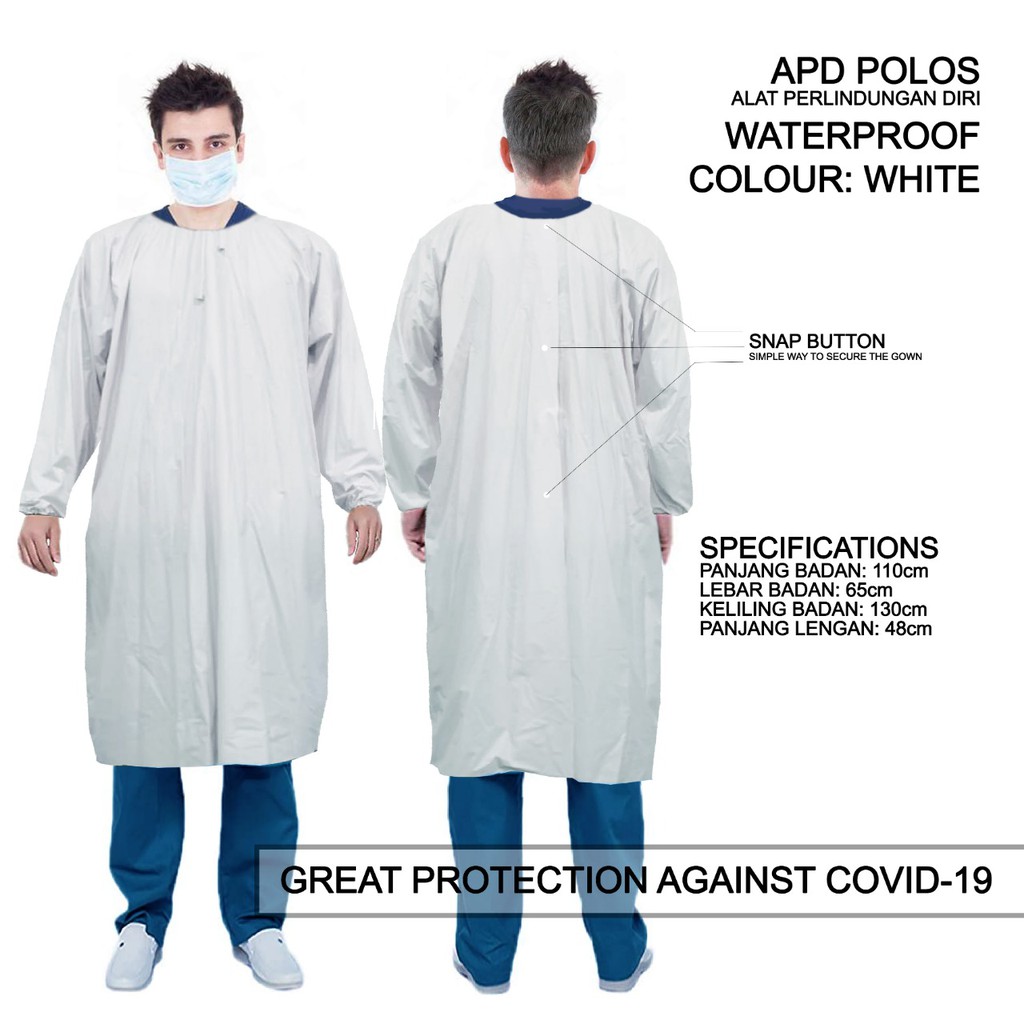 APD POLOS
ALAT PERLINDUNGAN DIRI
WATERPROOF
COLOUR: WHITE
SNAP BUTTON
SIMPLE WAY TO SECURE THE GOWN
SPECIFICATIONS
PANJANG BADAN: 110cm
LEBAR BADAN: 65cm
KELILING BADAN: 130cm
PANJANG LENGAN: 48cm
GREAT PROTECTION AGAINST COVID-19